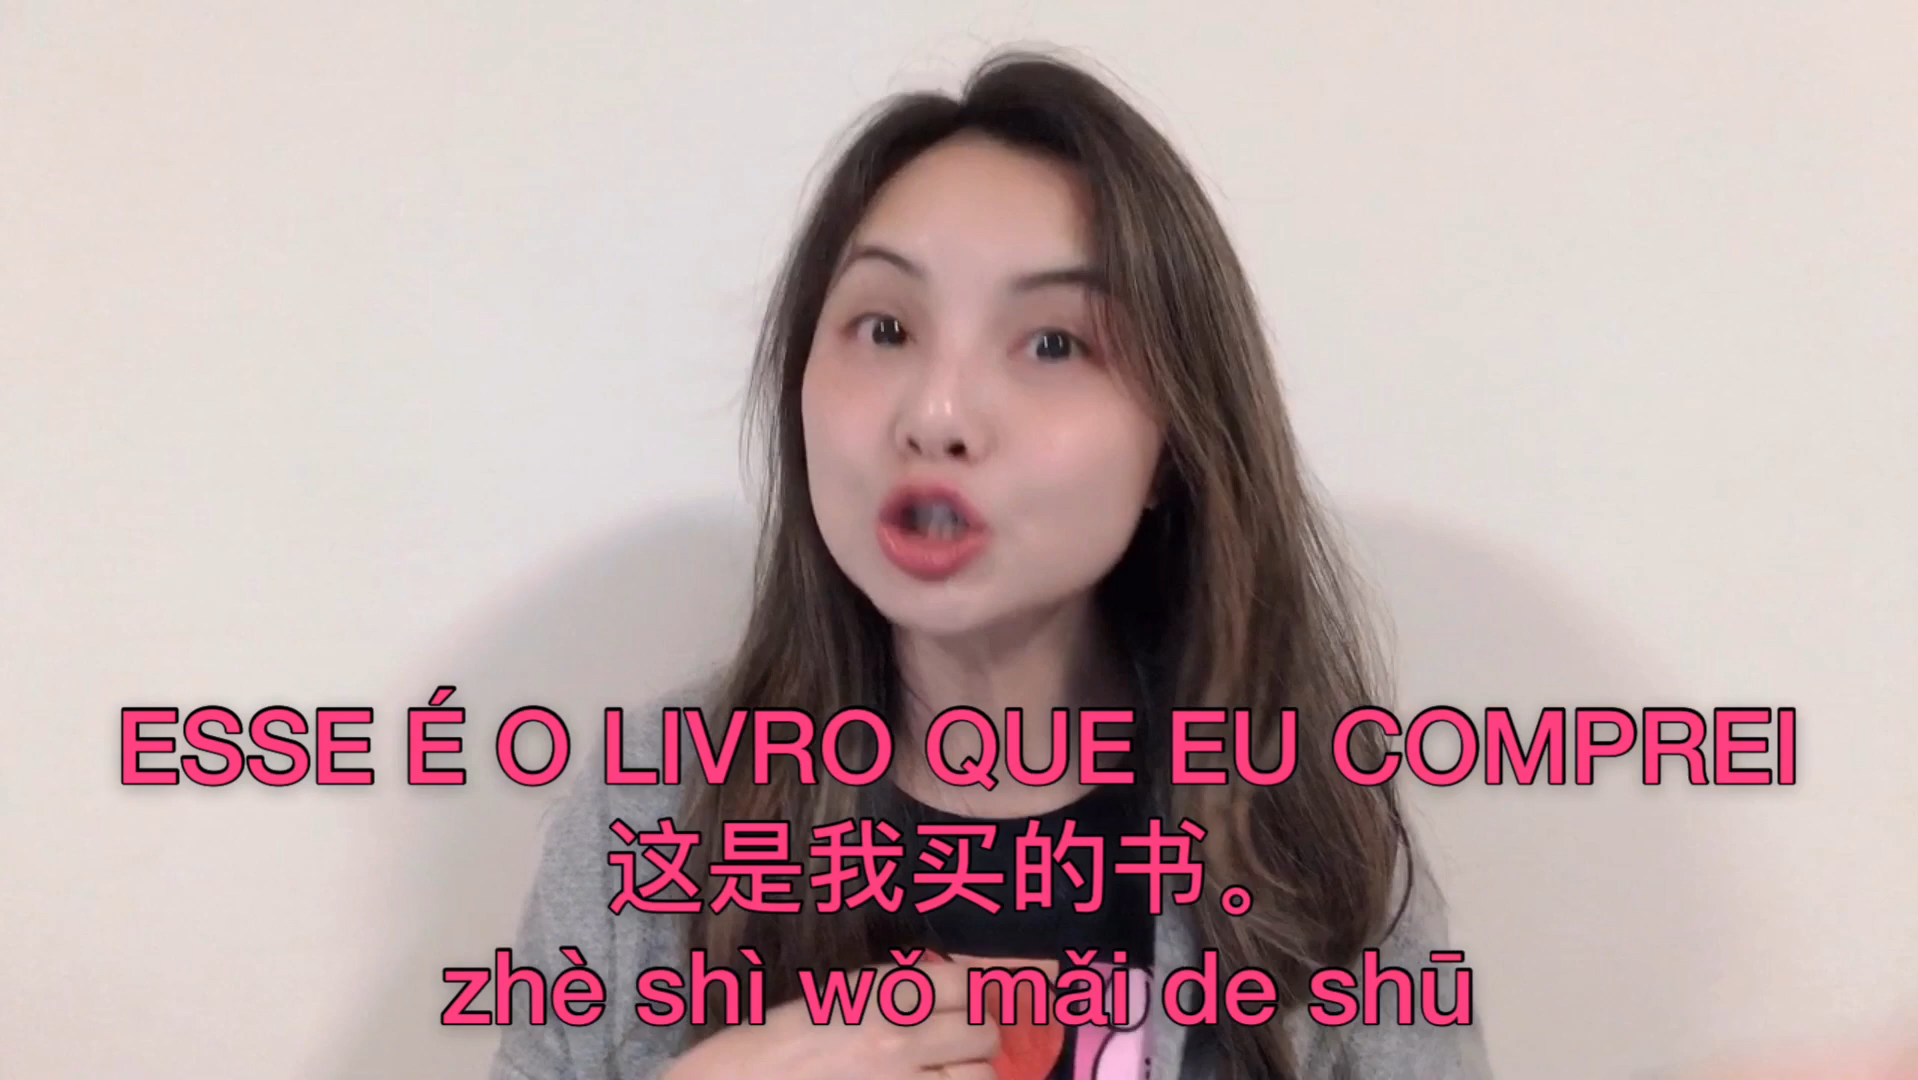 ESSE É O LIVRO QUE EU COMPREI
这是我买的书。
zhè shì wǒ mǎi de shū